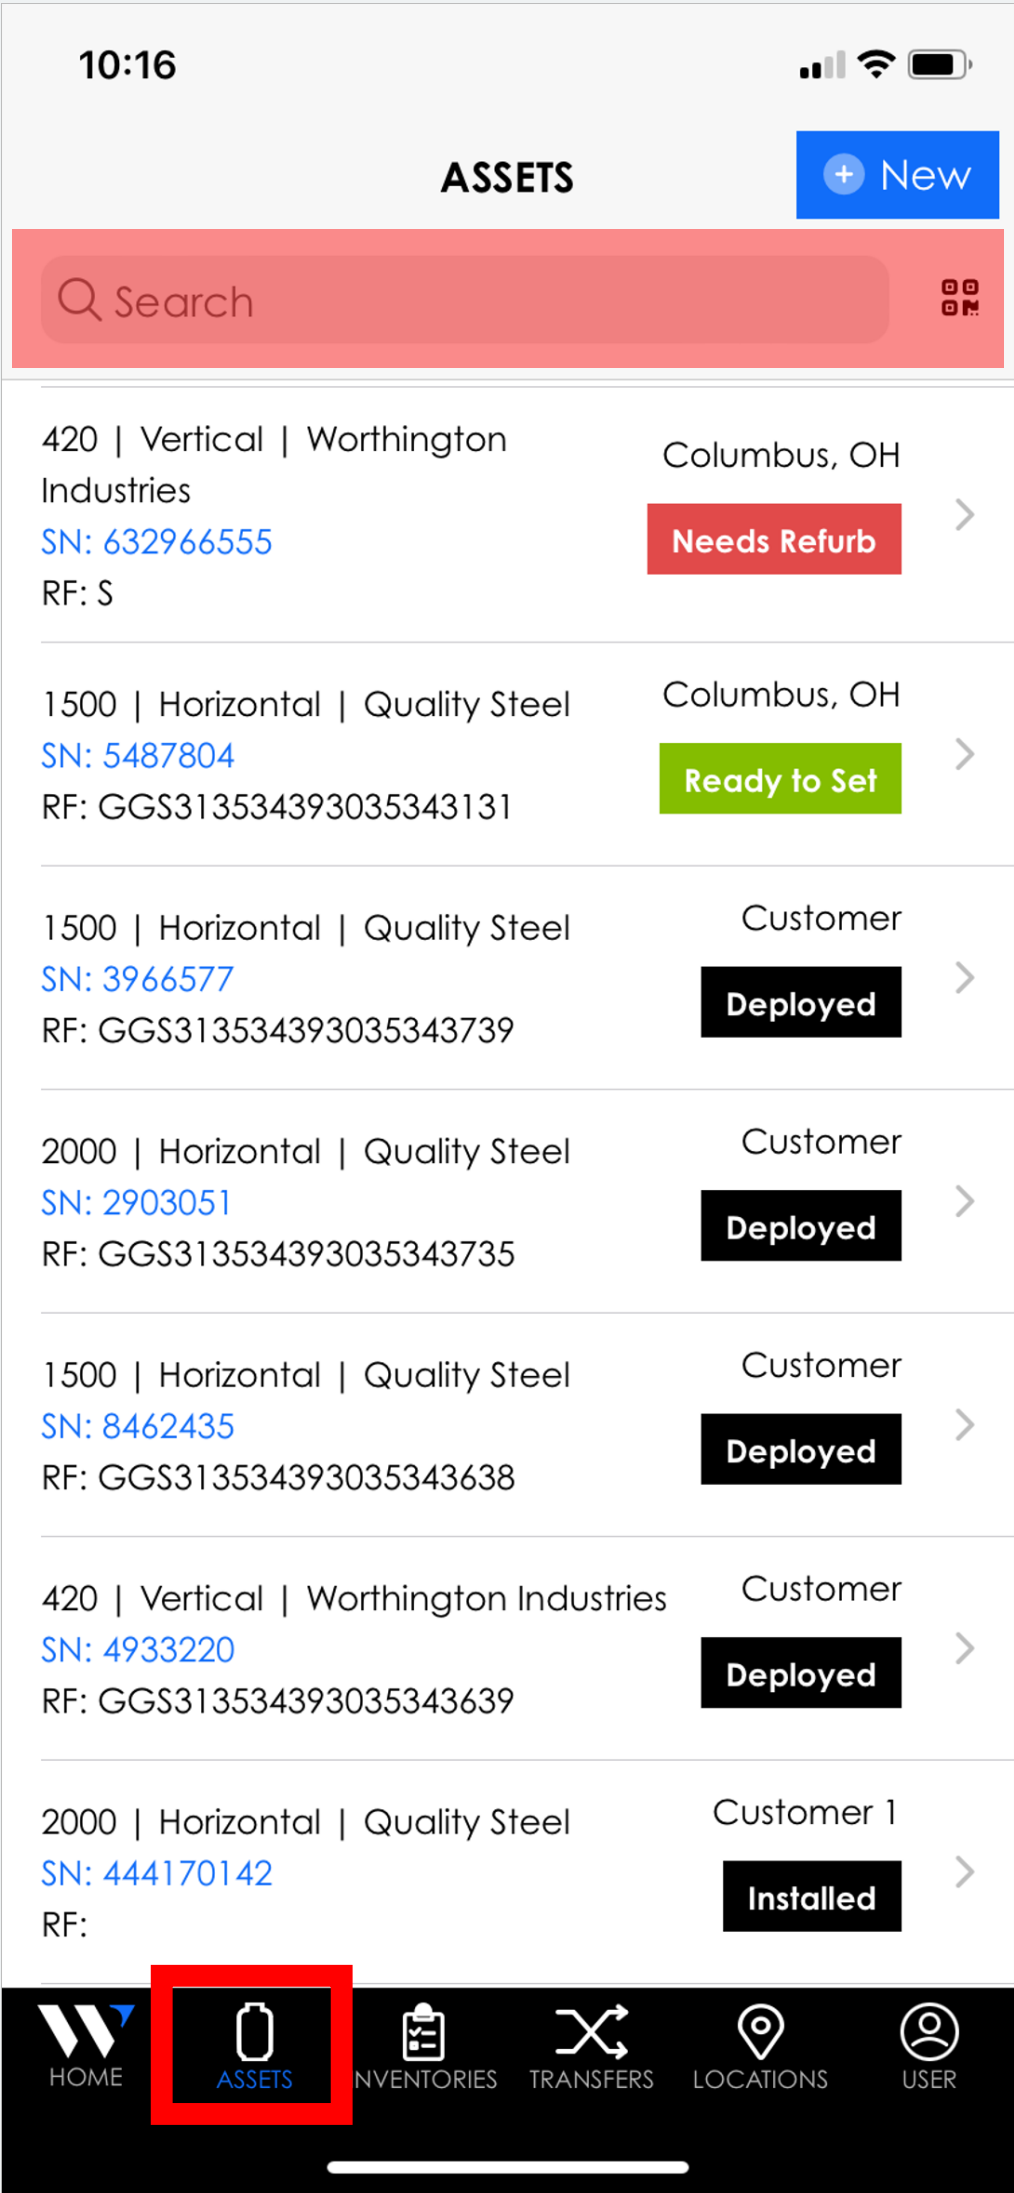 10:16
ASSETS
New
Search
420 | Vertical | Worthington
Industries
SN: 632966555
RF: S
Columbus, OH
Needs Refurb
1500 | Horizontal | Quality Steel
SN: 5487804
RF: GGS313534393035343131
Columbus, OH
Ready to Set
1500 | Horizontal | Quality Steel
SN: 3966577
RF: GGS313534393035343739
Customer
Deployed
2000 | Horizontal | Quality Steel
SN: 2903051
RF: GGS313534393035343735
Customer
Deployed
1500 | Horizontal | Quality Steel
SN: 8462435
RF: GGS313534393035343638
Customer
Deployed
420 | Vertical | Worthington Industries
SN: 4933220
RF: GGS313534393035343639
Customer
Deployed
2000 | Horizontal | Quality Steel
SN: 444170142
RF:
Customer 1
Installed
HOME
ASSETS
NVENTORIES
TRANSFERS
LOCATIONS
USER